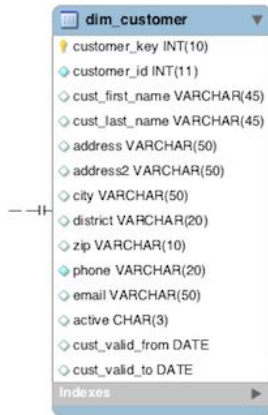 dim_customer
customer_key INT(10)
customer_id INT(11)
cust_first_name VARCHAR(45)
cust_last_name VARCHAR(45)
address VARCHAR(50)
address2 VARCHAR(50)
city VARCHAR(50)
district VARCHAR(20)
zip VARCHAR(10)
phone VARCHAR(20)
email VARCHAR(50)
active CHAR(3)
cust_valid_from DATE
cust_valid_to DATE
Indexes